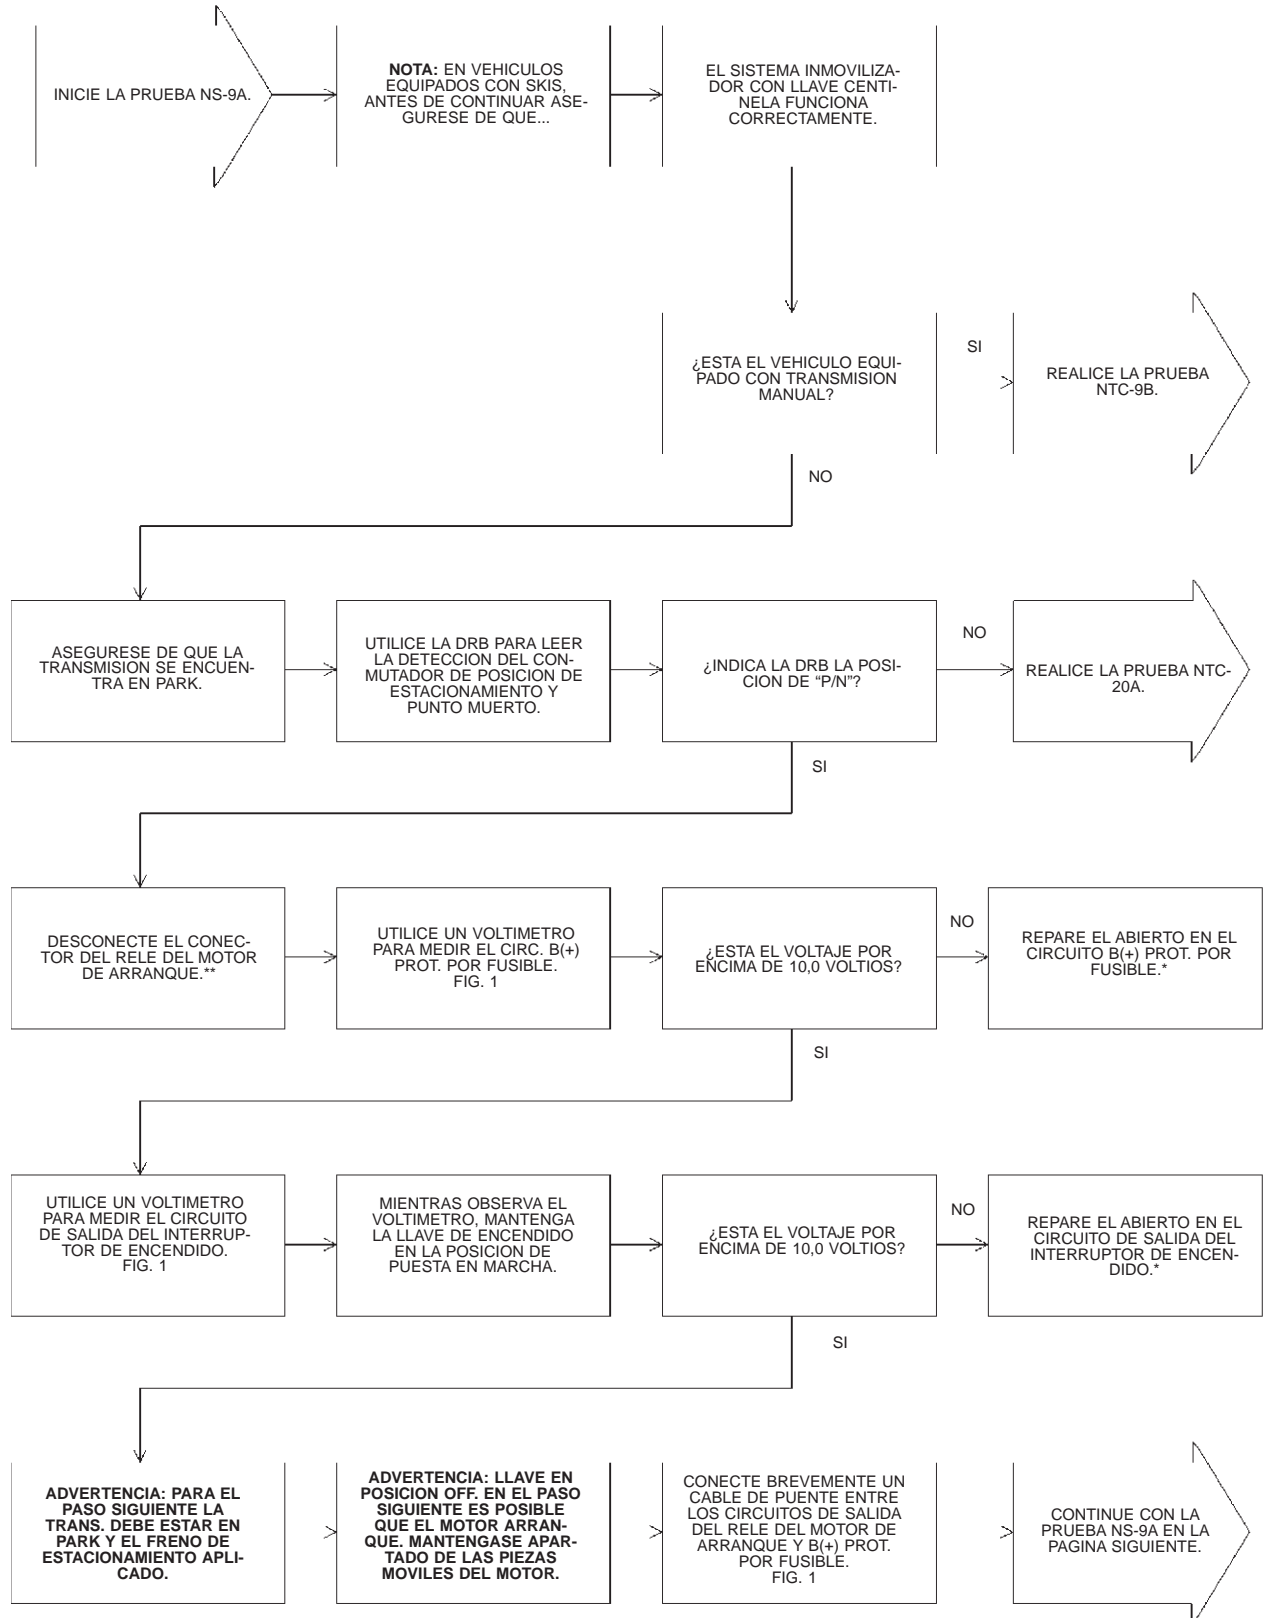 INICIE LA PRUEBA NS-9A.
NOTA: EN VEHICULOS
EQUIPADOS CON SKIS,
ANTES DE CONTINUAR ASE-
GURESE DE QUE...
EL SISTEMA INMOVILIZA-
DOR CON LLAVE CENTI-
NELA FUNCIONA
CORRECTAMENTE.
¿ESTA EL VEHICULO EQUI-
PADO CON TRANSMISION
MANUAL?
SI
REALICE LA PRUEBA
NTC-9B.
NO
ASEGURESE DE QUE LA
TRANSMISION SE ENCUEN-
TRA EN PARK.
UTILICE LA DRB PARA LEER
LA DETECCION DEL CON-
MUTADOR DE POSICION DE
ESTACIONAMIENTO Y
PUNTO MUERTO.
¿INDICA LA DRB LA POSI-
CION DE “P/N”?
NO
REALICE LA PRUEBA NTC-
20A.
SI
DESCONECTE EL CONEC-
TOR DEL RELE DEL MOTOR
DE ARRANQUE.**
UTILICE UN VOLTIMETRO
PARA MEDIR EL CIRC. B(+)
PROT. POR FUSIBLE.
FIG. 1
¿ESTA EL VOLTAJE POR
ENCIMA DE 10,0 VOLTIOS?
NO
REPARE EL ABIERTO EN EL
CIRCUITO B(+) PROT. POR
FUSIBLE.*
SI
UTILICE UN VOLTIMETRO
PARA MEDIR EL CIRCUITO
DE SALIDA DEL INTERRUP-
TOR DE ENCENDIDO.
FIG. 1
MIENTRAS OBSERVA EL
VOLTIMETRO, MANTENGA
LA LLAVE DE ENCENDIDO
EN LA POSICION DE
PUESTA EN MARCHA.
¿ESTA EL VOLTAJE POR
ENCIMA DE 10,0 VOLTIOS?
NO
REPARE EL ABIERTO EN EL
CIRCUITO DE SALIDA DEL
INTERRUPTOR DE ENCEN-
DIDO.*
SI
ADVERTENCIA: PARA EL
PASO SIGUIENTE LA
TRANS. DEBE ESTAR EN
PARK Y EL FRENO DE
ESTACIONAMIENTO APLI-
CADO.
ADVERTENCIA: LLAVE EN
POSICION OFF. EN EL PASO
SIGUIENTE ES POSIBLE
QUE EL MOTOR ARRAN-
QUE. MANTENGASE APAR-
TADO DE LAS PIEZAS
MOVILES DEL MOTOR.
CONECTE BREVEMENTE UN
CABLE DE PUENTE ENTRE
LOS CIRCUITOS DE SALIDA
DEL RELE DEL MOTOR DE
ARRANQUE Y B(+) PROT.
POR FUSIBLE.
FIG. 1
CONTINUE CON LA
PRUEBA NS-9A EN LA
PAGINA SIGUIENTE.